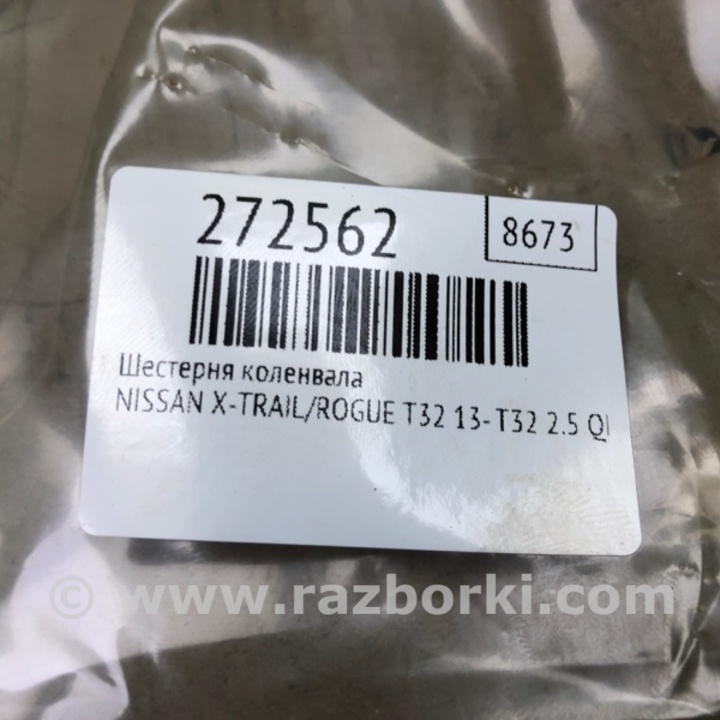 272562
8673
Шестерня коленвала
NISSAN X-TRAIL/ROGUE T32 13- T32 2.5
© www.razborki.com